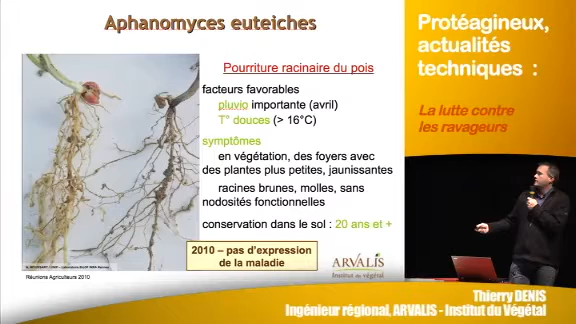 Aphanomyces euteiches
Pourriture racinaire du pois
facteurs favorables
pluvio importante (avril)
T° douces (> 16°C)
symptômes
en végétation, des foyers avec
des plantes plus petites, jaunissantes
racines brunes, molles, sans
nodosités fonctionnelles
conservation dans le sol : 20 ans et +
2010 – pas d'expression
de la maladie
ARVALIS
Institut du végétal
Réunions Agriculteurs 2010
Protéagineux,
actualités
techniques :
La lutte contre
les ravageurs
Thierry DENIS
Ingénieur régional, ARVALIS - Institut du Végétal